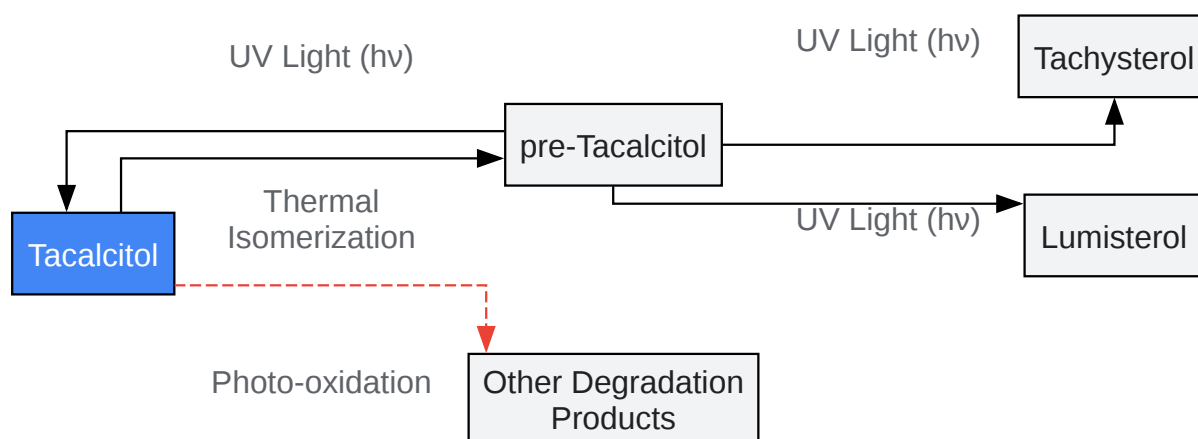 UV Light (hν)
UV Light (hν)
Tachysterol
pre-Tacalcitol
Thermal
Isomerization
UV Light (hν)
Lumisterol
Tacalcitol
Photo-oxidation
Other Degradation
Products